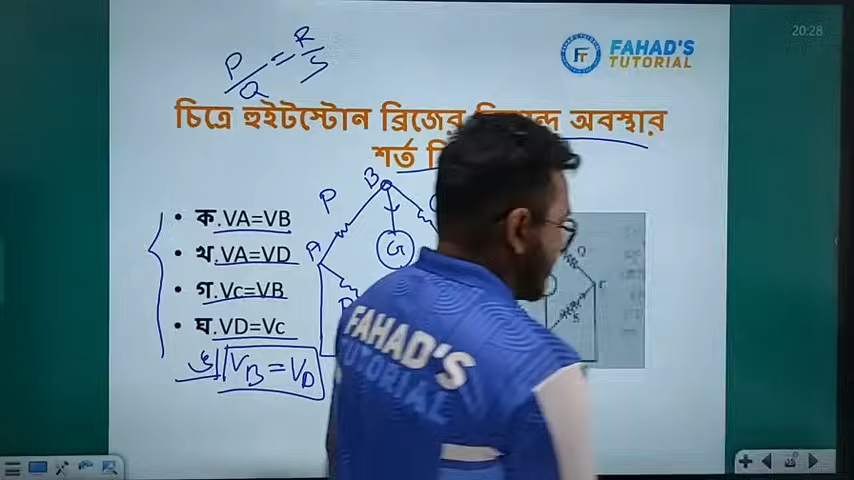 20:28
P/Q = R/S
FAHAD'S
TUTORIAL
চিত্রে হুইটস্টোন ব্রিজের অবস্থার
শর্ত
ক.VA=VB
খ.VA=VD
গ.Vc=VB
ঘ.VD=Vc
ঙ VB = VD
B
P
A
G
FAHAD'S
TUTORIAL